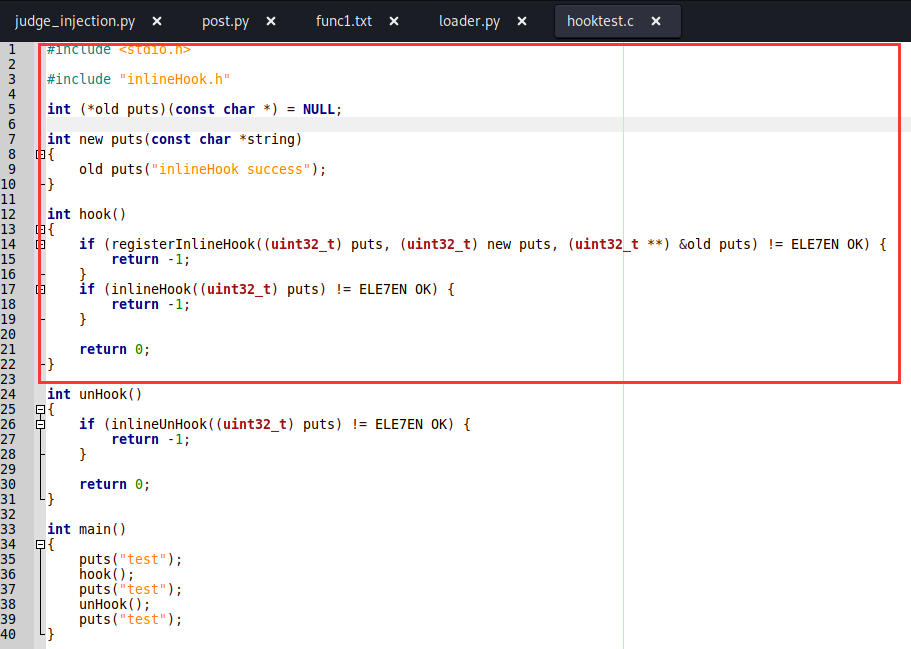 judge_injection.py × post.py × func1.txt × loader.py × hooktest.c ×
1 #include <stdio.h>
2
3 #include "inlineHook.h"
4
5 int (*old puts)(const char *) = NULL;
6
7 int new puts(const char *string)
8 {
9 old puts("inlineHook success");
10 }
11
12 int hook()
13 {
14 if (registerInlineHook((uint32_t) puts, (uint32_t) new puts, (uint32_t **) &old puts) != ELE7EN OK) {
15 return -1;
16 }
17 if (inlineHook((uint32_t) puts) != ELE7EN OK) {
18 return -1;
19 }
20
21 return 0;
22 }
23
24 int unHook()
25 {
26 if (inlineUnHook((uint32_t) puts) != ELE7EN OK) {
27 return -1;
28 }
29
30 return 0;
31 }
32
33 int main()
34 {
35 puts("test");
36 hook();
37 puts("test");
38 unHook();
39 puts("test");
40 }